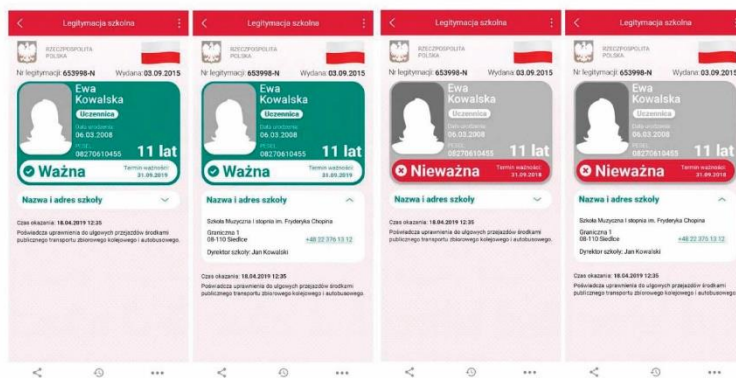 Legitymacja szkolna
RZECZPOSPOLITA
POLSKA
Nr legitymacji: 653998-N Wydana: 03.09.2015
Ewa
Kowalska
Uczennica
Data urodzenia:
06.03.2008
PESEL:
08270610455
11 lat
Ważna
Termin ważności:
31.09.2019
Nazwa i adres szkoły
Czas okazania: 18.04.2019 12:35
Poświadcza uprawnienia do ulgowych przejazdów środkami
publicznego transportu zbiorowego kolejowego i autobusowego.
Legitymacja szkolna
RZECZPOSPOLITA
POLSKA
Nr legitymacji: 653998-N Wydana: 03.09.2015
Ewa
Kowalska
Uczennica
Data urodzenia:
06.03.2008
PESEL:
08270610455
11 lat
Ważna
Termin ważności:
31.09.2019
Nazwa i adres szkoły
Szkoła Muzyczna I stopnia im. Fryderyka Chopina
Graniczna 1
08-110 Siedlce
+48 22 375 13 12
Dyrektor szkoły: Jan Kowalski
Czas okazania: 18.04.2019 12:35
Poświadcza uprawnienia do ulgowych przejazdów środkami
publicznego transportu zbiorowego kolejowego i autobusowego.
Legitymacja szkolna
RZECZPOSPOLITA
POLSKA
Nr legitymacji: 653998-N Wydana: 03.09.2015
Ewa
Kowalska
Uczennica
Data urodzenia:
06.03.2008
PESEL:
08270610455
11 lat
Nieważna
Termin ważności:
31.09.2018
Nazwa i adres szkoły
Czas okazania: 18.04.2019 12:35
Poświadcza uprawnienia do ulgowych przejazdów środkami
publicznego transportu zbiorowego kolejowego i autobusowego.
Legitymacja szkolna
RZECZPOSPOLITA
POLSKA
Nr legitymacji: 653998-N Wydana: 03.09.2015
Ewa
Kowalska
Uczennica
Data urodzenia:
06.03.2008
PESEL:
08270610455
11 lat
Nieważna
Termin ważności:
31.09.2018
Nazwa i adres szkoły
Szkoła Muzyczna I stopnia im. Fryderyka Chopina
Graniczna 1
08-110 Siedlce
+48 22 375 13 12
Dyrektor szkoły: Jan Kowalski
Czas okazania: 18.04.2019 12:35
Poświadcza uprawnienia do ulgowych przejazdów środkami
publicznego transportu zbiorowego kolejowego i autobusowego.